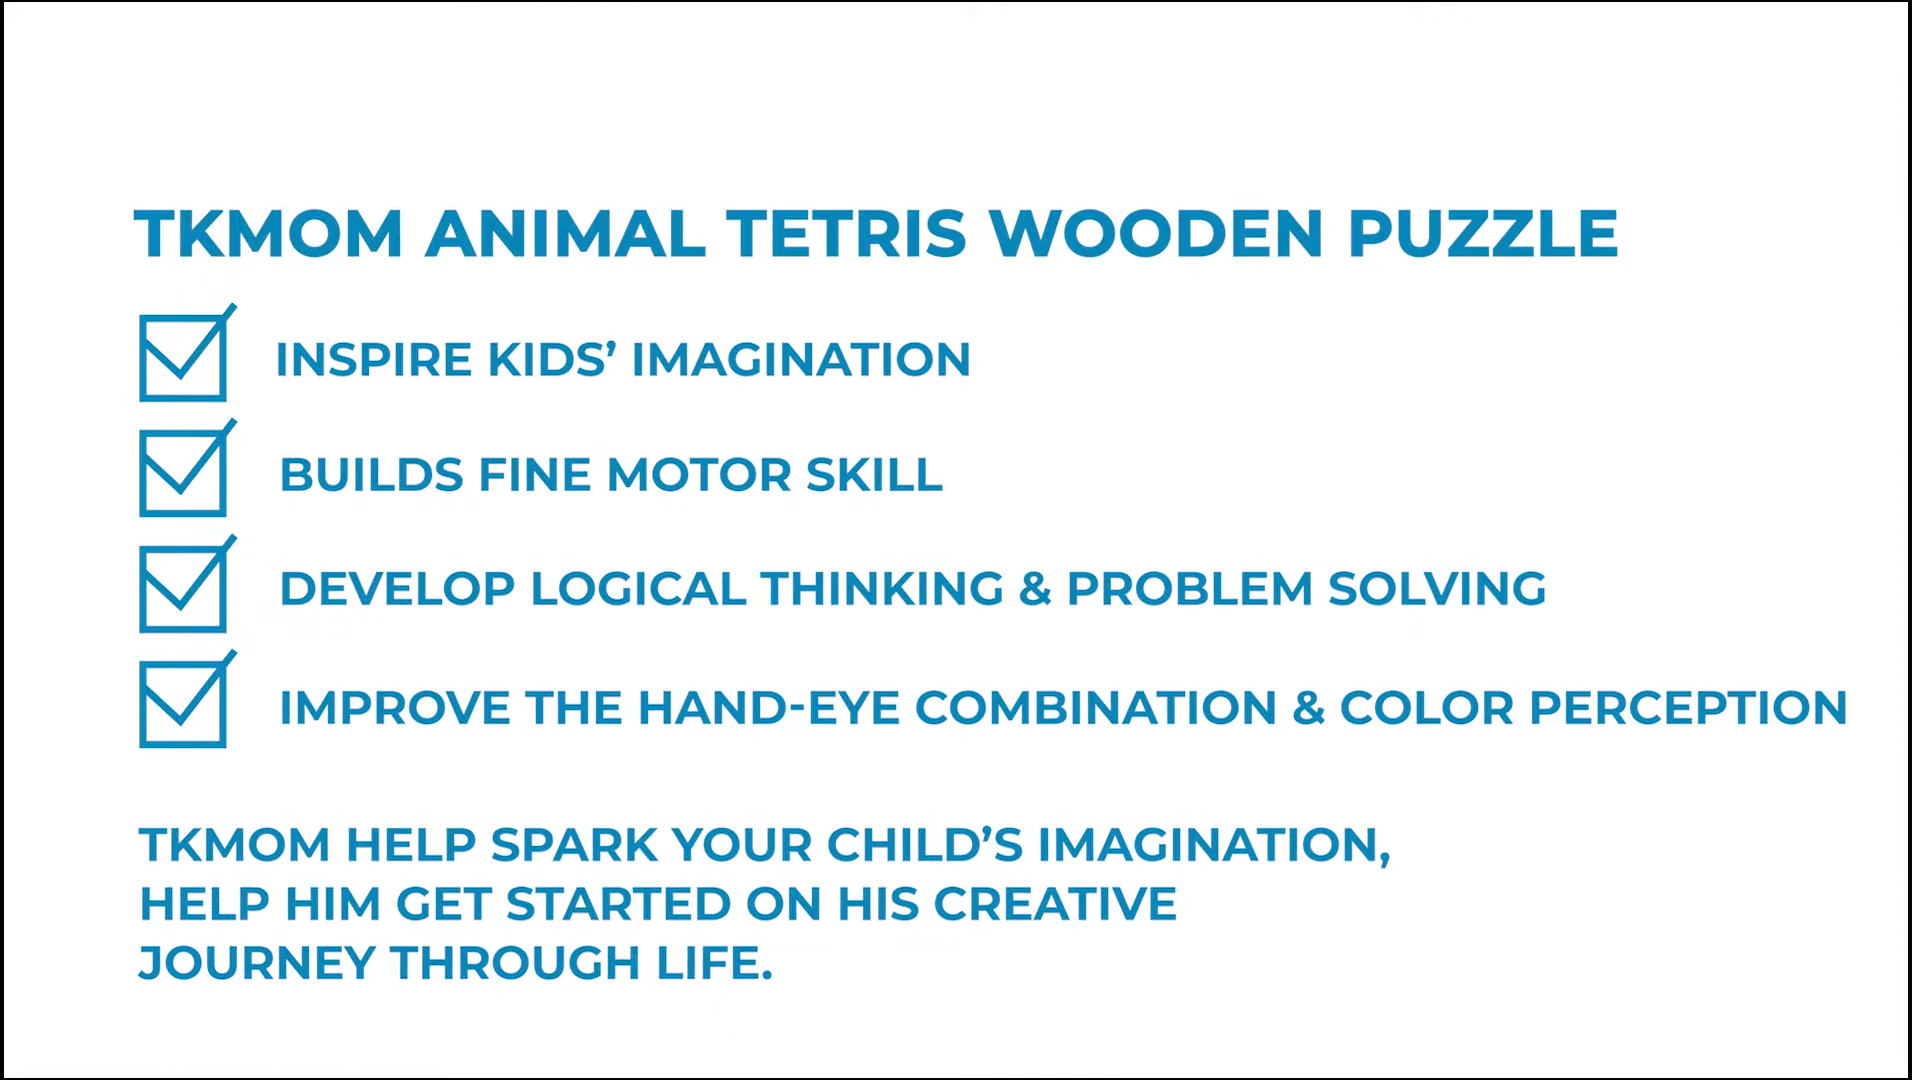 TKMOM ANIMAL TETRIS WOODEN PUZZLE
INSPIRE KIDS’ IMAGINATION
BUILDS FINE MOTOR SKILL
DEVELOP LOGICAL THINKING & PROBLEM SOLVING
IMPROVE THE HAND-EYE COMBINATION & COLOR PERCEPTION
TKMOM HELP SPARK YOUR CHILD’S IMAGINATION,
HELP HIM GET STARTED ON HIS CREATIVE
JOURNEY THROUGH LIFE.